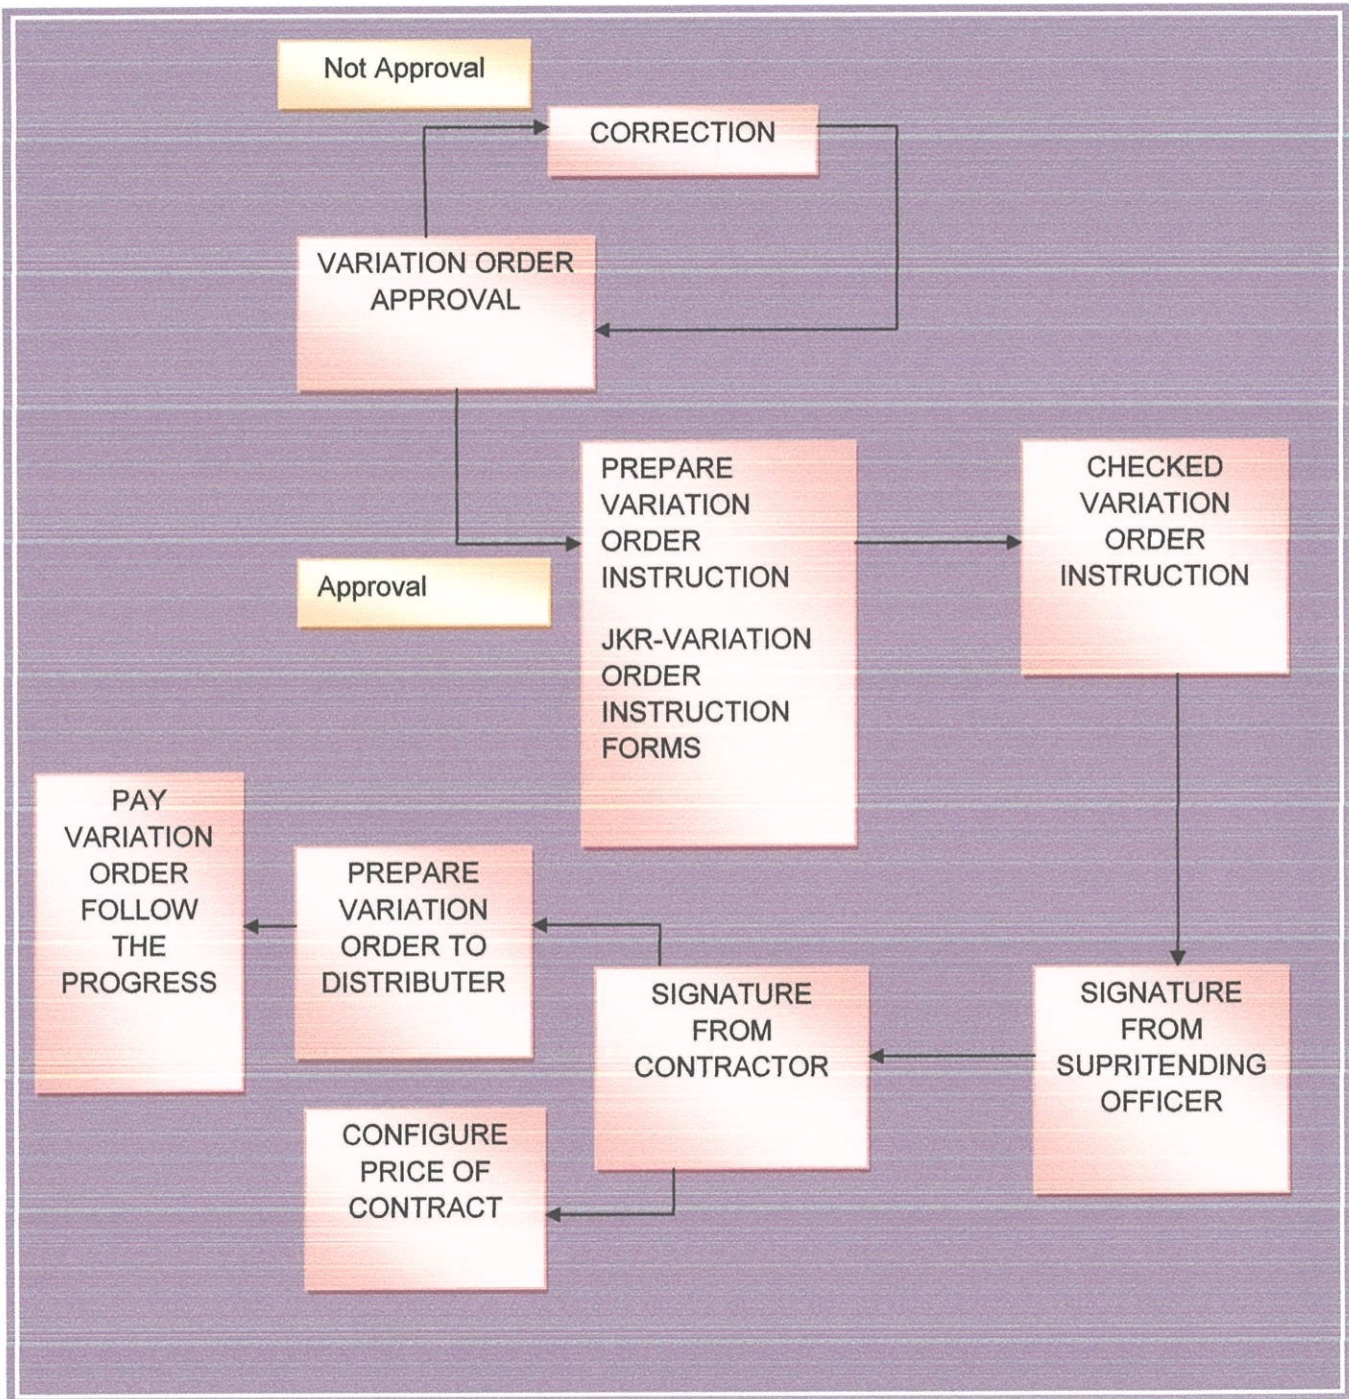 Not Approval
CORRECTION
VARIATION ORDER
APPROVAL
Approval
PREPARE
VARIATION
ORDER
INSTRUCTION
JKR-VARIATION
ORDER
INSTRUCTION
FORMS
CHECKED
VARIATION
ORDER
INSTRUCTION
SIGNATURE
FROM
SUPRITENDING
OFFICER
SIGNATURE
FROM
CONTRACTOR
PREPARE
VARIATION
ORDER TO
DISTRIBUTER
PAY
VARIATION
ORDER
FOLLOW
THE
PROGRESS
CONFIGURE
PRICE OF
CONTRACT